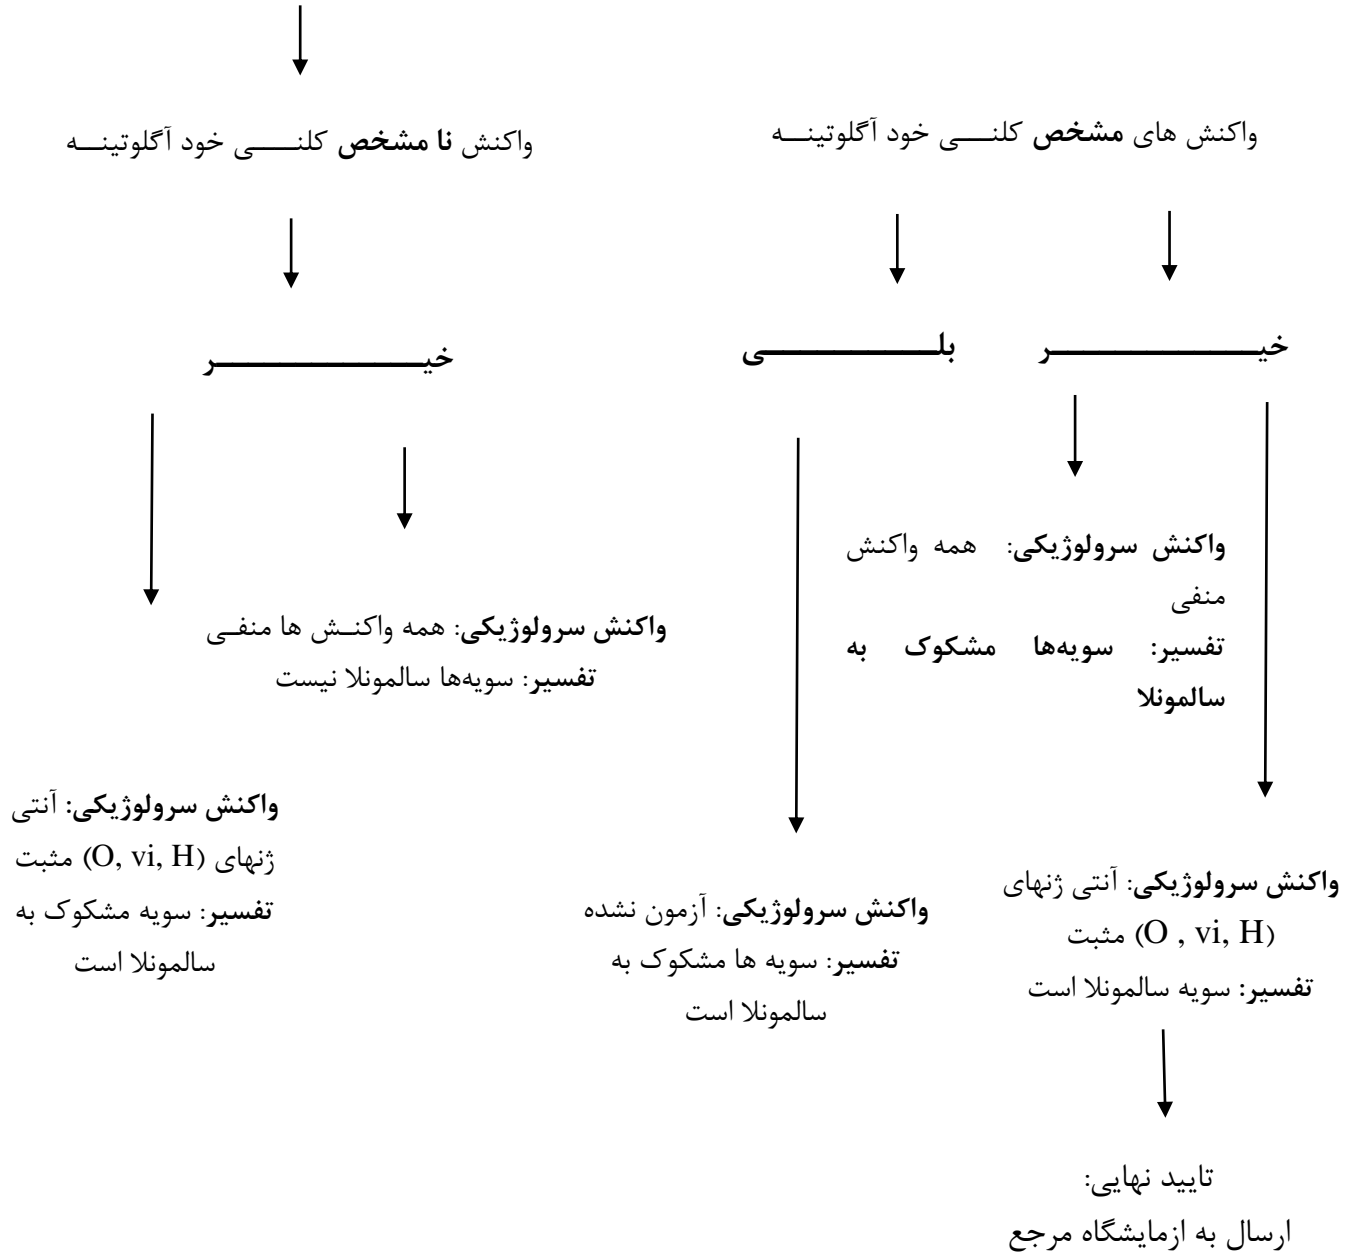 واکنش های مشخص کلنی خود آگلوتینه
واکنش نا مشخص کلنی خود آگلوتینه
خیر
بلی
خیر
واکنش سرولوژیکی: همه واکنش
منفی
تفسیر: سویه‌ها مشکوک به
سالمونلا
واکنش سرولوژیکی: همه واکنش ها منفی
تفسیر: سویه‌ها سالمونلا نیست
واکنش سرولوژیکی: آنتی ژنهای
(O , vi, H) مثبت
تفسیر: سویه سالمونلا است
واکنش سرولوژیکی: آزمون نشده
تفسیر: سویه ها مشکوک به
سالمونلا است
واکنش سرولوژیکی: آنتی
ژنهای (O, vi, H) مثبت
تفسیر: سویه مشکوک به
سالمونلا است
تایید نهایی:
ارسال به ازمایشگاه مرجع